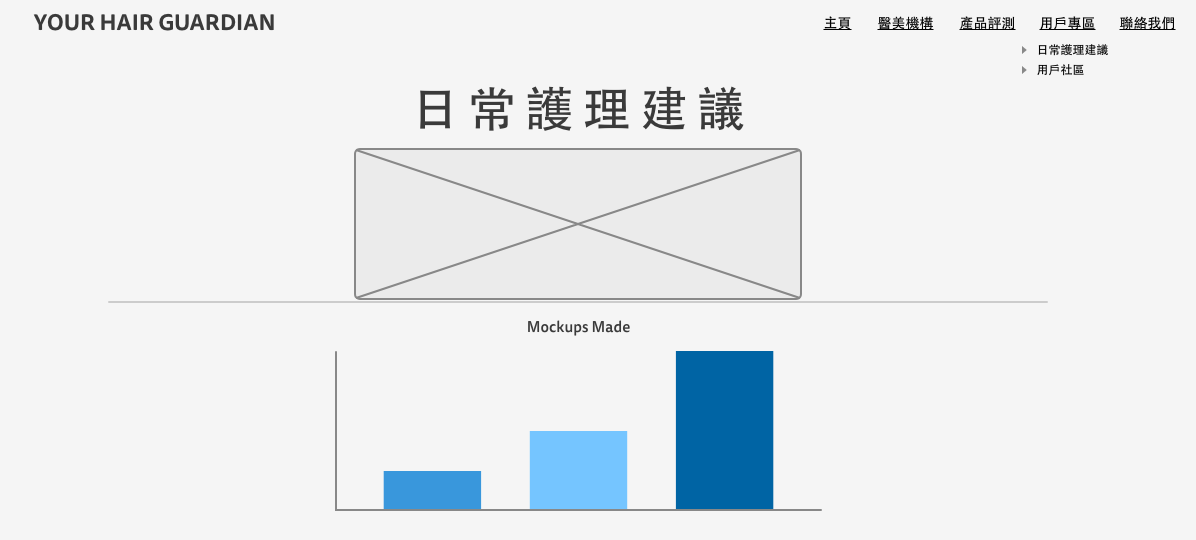 YOUR HAIR GUARDIAN
主頁 醫美機構 產品評測 用戶專區 聯絡我們
日常護理建議
用戶社區
日常護理建議
Mockups Made